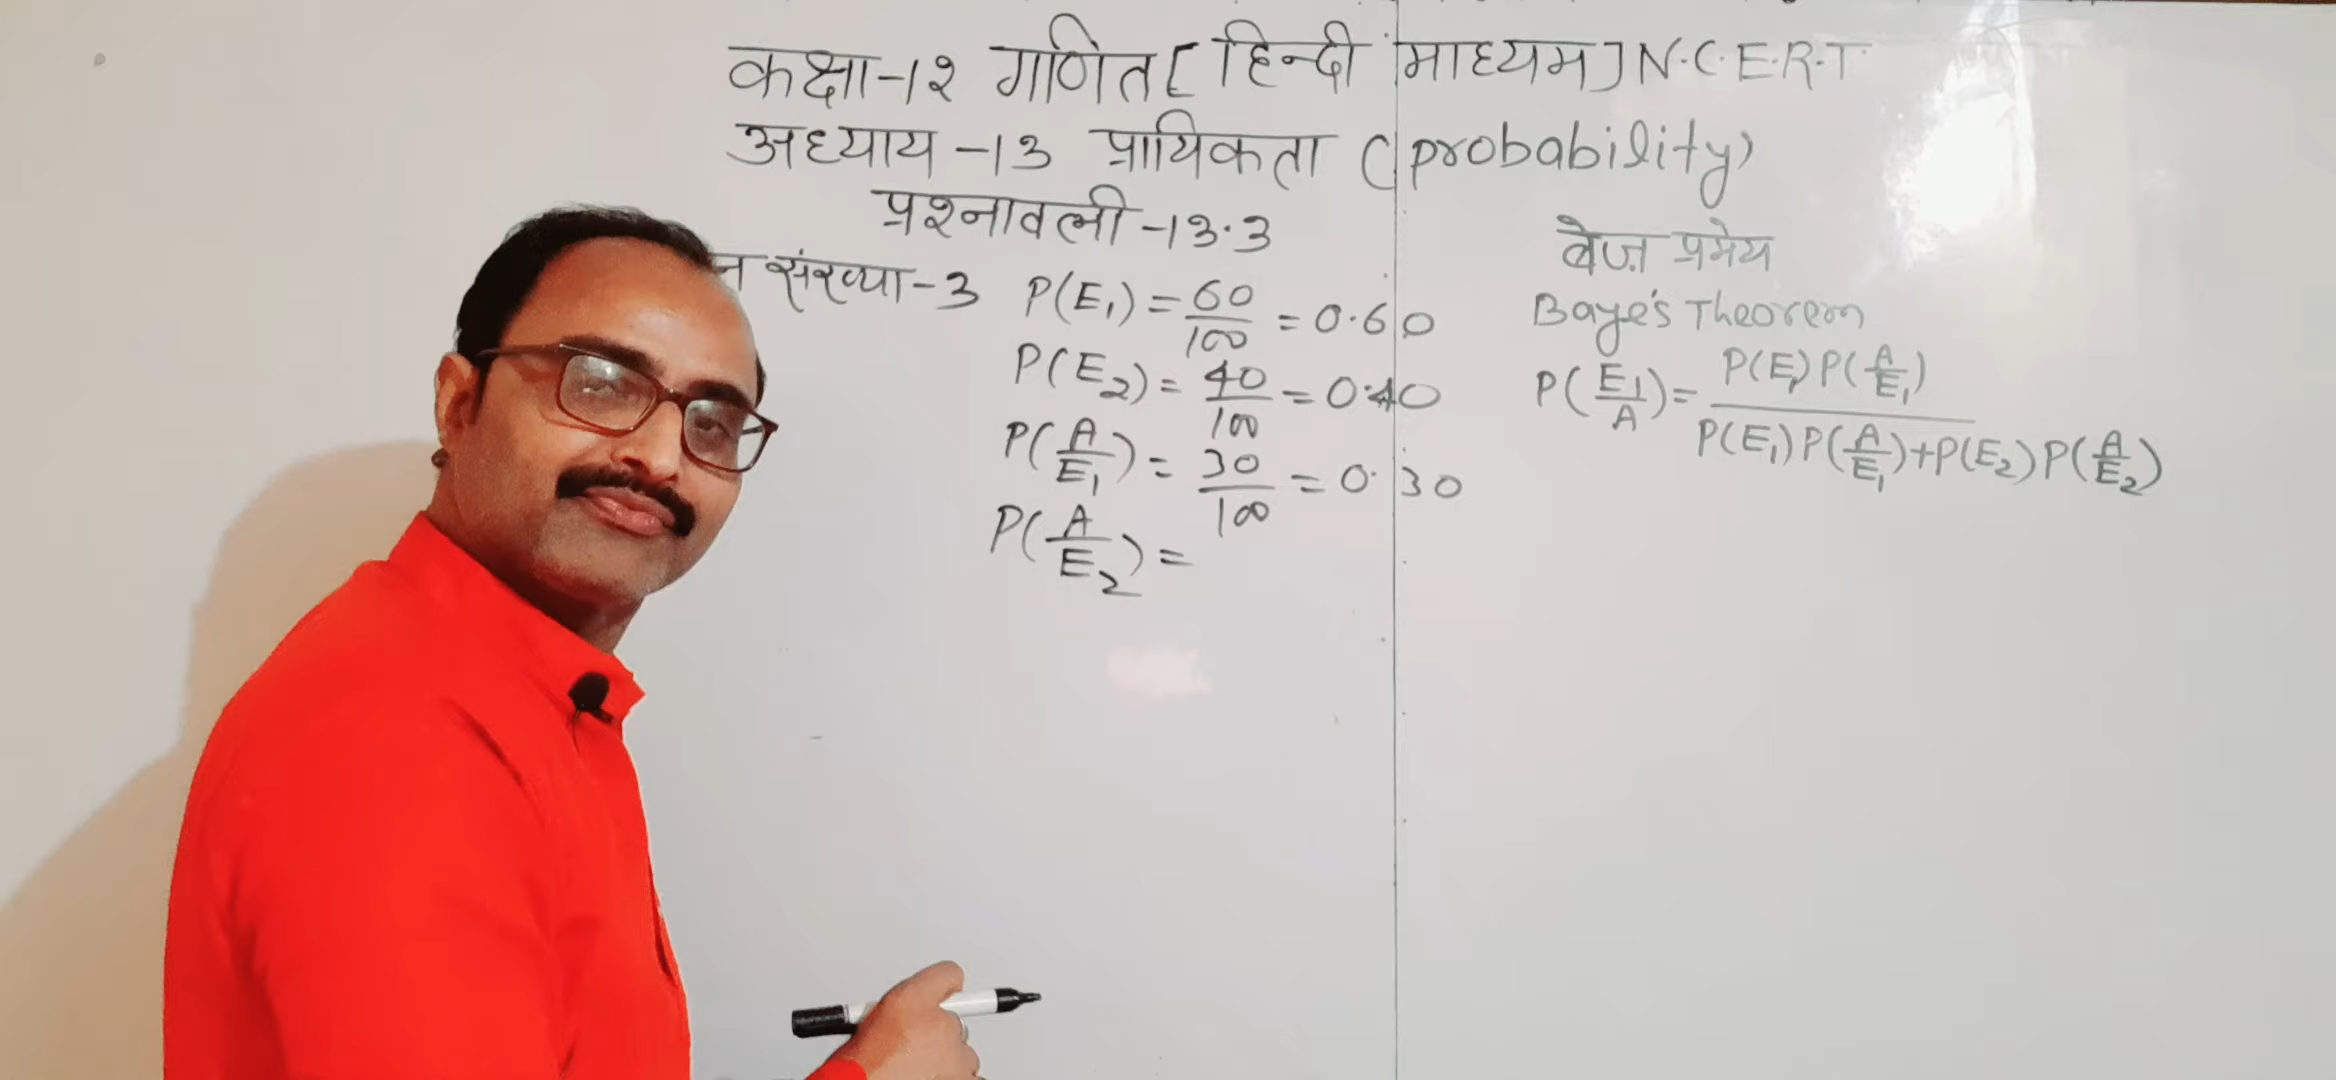 कक्षा-१२ गणित [ हिन्दी माध्यम ] N.C.E.R.T
अध्याय -13 प्रायिकता (probability)
प्रश्नावली -13.3
संख्या-3
P(E₁) = 60/100 = 0.60
P(E₂) = 40/100 = 0.40
P(A/E₁) = 30/100 = 0.30
P(A/E₂) =
बेज़ प्रमेय
Baye's Theorem
P(E₁/A) = P(E₁) P(A/E₁) / P(E₁) P(A/E₁) + P(E₂) P(A/E₂)